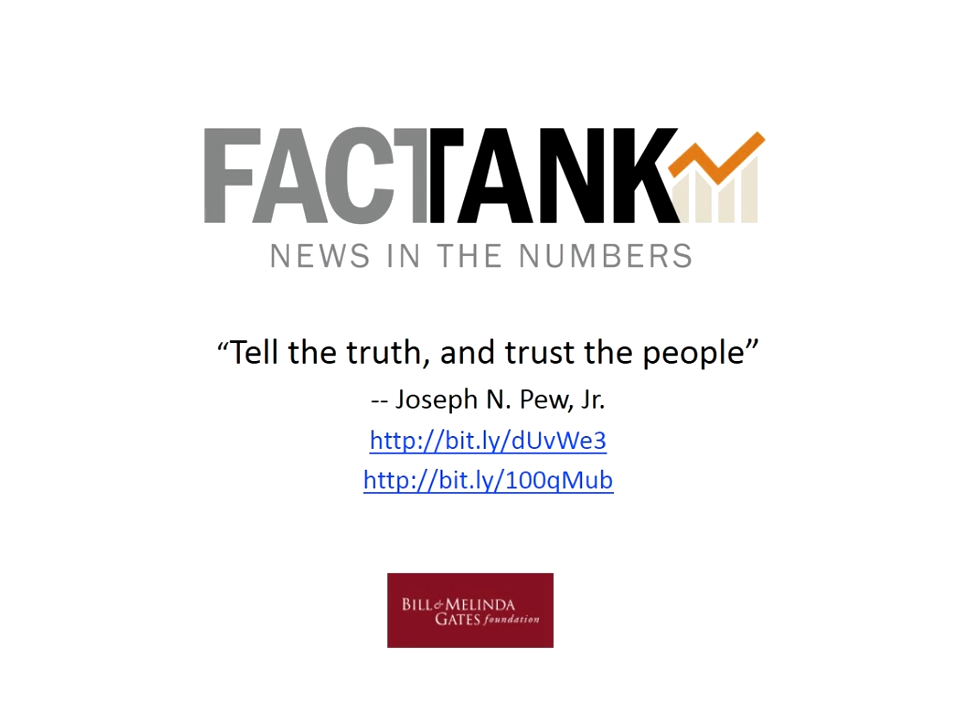 FACTANK
NEWS IN THE NUMBERS
“Tell the truth, and trust the people”
-- Joseph N. Pew, Jr.
http://bit.ly/dUvWe3
http://bit.ly/100qMub
BILL & MELINDA
GATES foundation